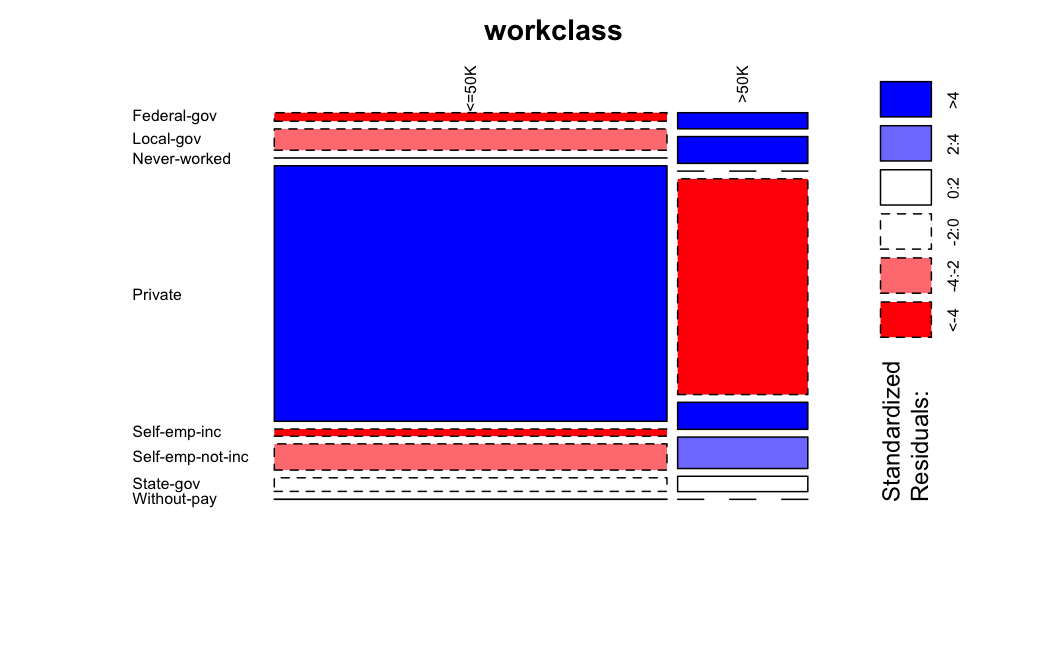 workclass
<=50K
>50K
Federal-gov
Local-gov
Never-worked
Private
Self-emp-inc
Self-emp-not-inc
State-gov
Without-pay
>4
2:4
0:2
-2:0
-4:-2
<-4
Standardized
Residuals: